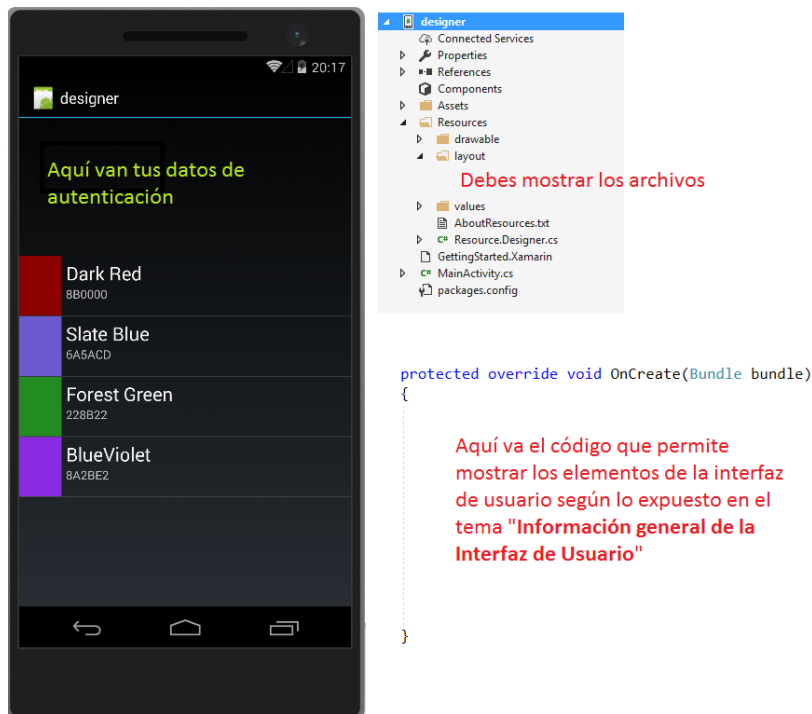 20:17
designer
Aquí van tus datos de
autenticación
Dark Red
8B0000
Slate Blue
6A5ACD
Forest Green
228B22
BlueViolet
8A2BE2
designer
Connected Services
Properties
References
Components
Assets
Resources
drawable
layout
Debes mostrar los archivos
values
AboutResources.txt
C# Resource.Designer.cs
GettingStarted.Xamarin
C# MainActivity.cs
packages.config
protected override void OnCreate(Bundle bundle)
{
Aquí va el código que permite
mostrar los elementos de la interfaz
de usuario según lo expuesto en el
tema "Información general de la
Interfaz de Usuario"
}